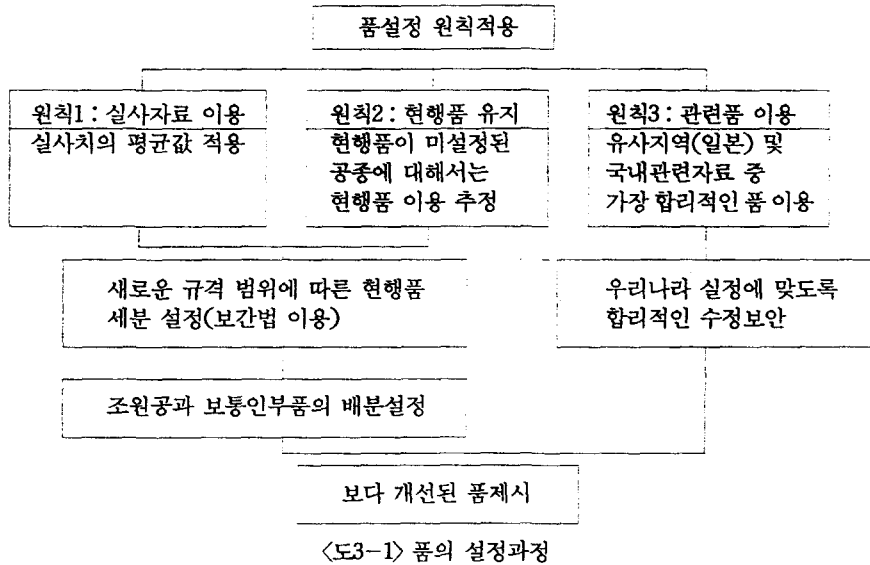 품설정 원칙적용
원칙1 : 실사자료 이용
실사치의 평균값 적용
원칙2 : 현행품 유지
현행품이 미설정된
공종에 대해서는
현행품 이용 추정
원칙3 : 관련품 이용
유사지역(일본) 및
국내관련자료 중
가장 합리적인 품 이용
새로운 규격 범위에 따른 현행품
세분 설정(보간법 이용)
우리나라 실정에 맞도록
합리적인 수정보안
조원공과 보통인부품의 배분설정
보다 개선된 품제시
〈도3-1〉 품의 설정과정